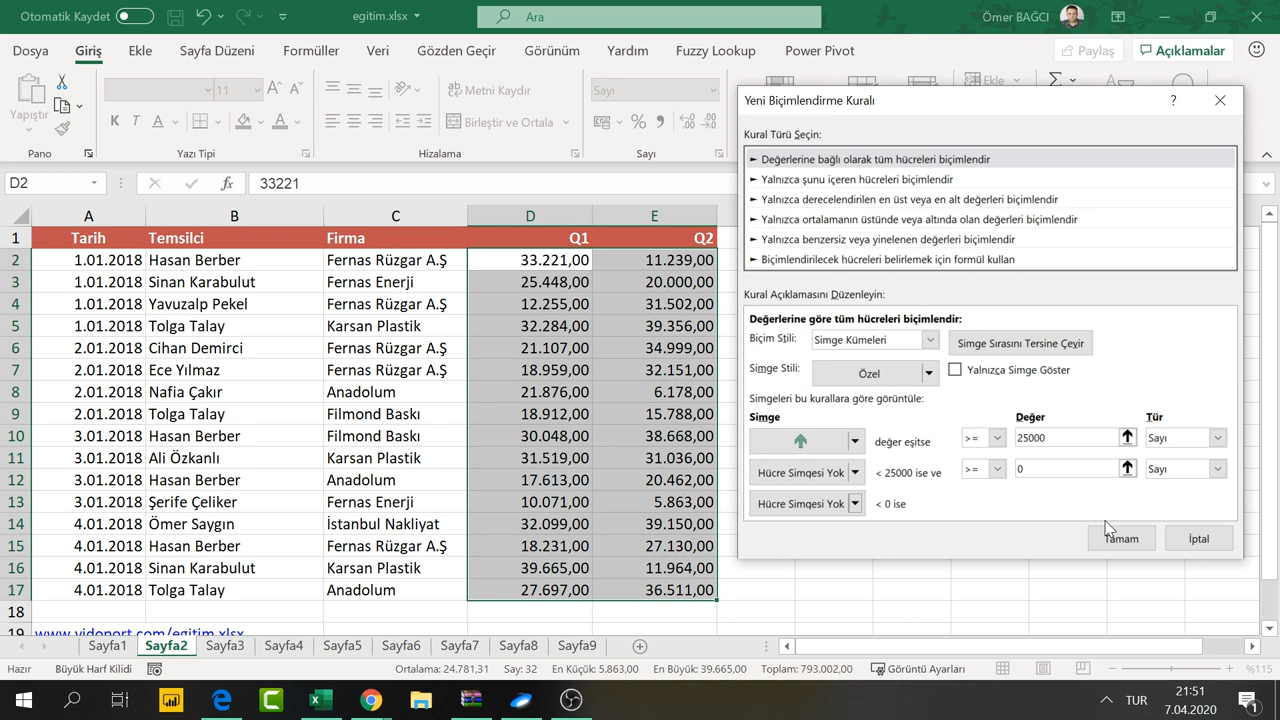 Otomatik Kaydet
egitim.xlsx
Ara
Ömer BAĞCI
Dosya Giriş Ekle Sayfa Düzeni Formüller Veri Gözden Geçir Görünüm Yardım Fuzzy Lookup Power Pivot Paylaş Açıklamalar
Yapıştır
11
K T A
Metni Kaydır
Birleştir ve Ortala
Sayı
Ekle
Pano Yazı Tipi Hizalama Sayı
D2 fx 33221
A B C D E
1 Tarih Temsilci Firma Q1 Q2
2 1.01.2018 Hasan Berber Fernas Rüzgar A.Ş 33.221,00 11.239,00
3 1.01.2018 Sinan Karabulut Fernas Enerji 25.448,00 20.000,00
4 1.01.2018 Yavuzalp Pekel Fernas Rüzgar A.Ş 12.255,00 31.502,00
5 1.01.2018 Tolga Talay Karsan Plastik 32.284,00 39.356,00
6 2.01.2018 Cihan Demirci Fernas Rüzgar A.Ş 21.107,00 34.999,00
7 2.01.2018 Ece Yılmaz Fernas Rüzgar A.Ş 18.959,00 32.151,00
8 2.01.2018 Nafia Çakır Anadolum 21.876,00 6.178,00
9 2.01.2018 Tolga Talay Filmond Baskı 18.912,00 15.788,00
10 3.01.2018 Hasan Berber Filmond Baskı 30.048,00 38.668,00
11 3.01.2018 Ali Özkanlı Karsan Plastik 31.519,00 31.036,00
12 3.01.2018 Hasan Berber Anadolum 17.613,00 20.462,00
13 3.01.2018 Şerife Çeliker Fernas Enerji 10.071,00 5.863,00
14 4.01.2018 Ömer Saygın İstanbul Nakliyat 32.099,00 39.150,00
15 4.01.2018 Hasan Berber Fernas Rüzgar A.Ş 18.231,00 27.130,00
16 4.01.2018 Sinan Karabulut Karsan Plastik 39.665,00 11.964,00
17 4.01.2018 Tolga Talay Anadolum 27.697,00 36.511,00
18
19 www.vidoport.com/egitim.xlsx
Yeni Biçimlendirme Kuralı ?
Kural Türü Seçin:
► Değerlerine bağlı olarak tüm hücreleri biçimlendir
► Yalnızca şunu içeren hücreleri biçimlendir
► Yalnızca derecelendirilen en üst veya en alt değerleri biçimlendir
► Yalnızca ortalamanın üstünde veya altında olan değerleri biçimlendir
► Yalnızca benzersiz veya yinelenen değerleri biçimlendir
► Biçimlendirilecek hücreleri belirlemek için formül kullan
Kural Açıklamasını Düzenleyin:
Değerlerine göre tüm hücreleri biçimlendir:
Biçim Stili: Simge Kümeleri Simge Sırasını Tersine Çevir
Simge Stili: Özel Yalnızca Simge Göster
Simgeleri bu kurallara göre görüntüle:
Simge Değer Tür
değer eşitse >= 25000 Sayı
Hücre Simgesi Yok < 25000 ise ve >= 0 Sayı
Hücre Simgesi Yok < 0 ise
Tamam İptal
Sayfa1 Sayfa2 Sayfa3 Sayfa4 Sayfa5 Sayfa6 Sayfa7 Sayfa8 Sayfa9
Hazır Büyük Harf Kilidi Ortalama: 24.781,31 Say: 32 En Küçük: 5.863,00 En Büyük: 39.665,00 Toplam: 793.002,00 Görüntü Ayarları %115
TUR
21:51
7.04.2020
1